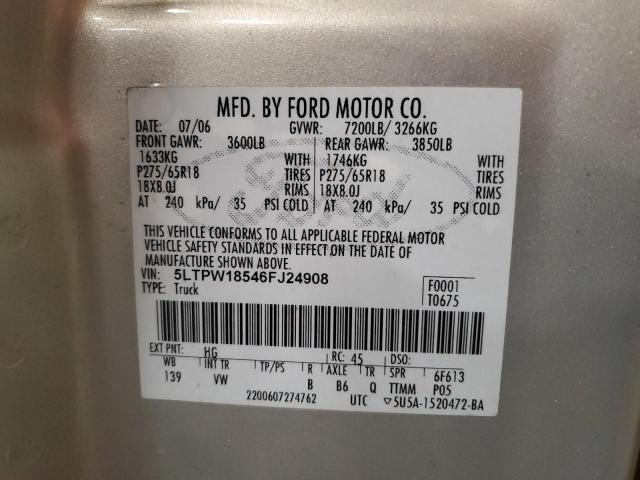 MFD. BY FORD MOTOR CO.
DATE: 07/06 GVWR: 7200LB/ 3266KG
FRONT GAWR: 3600LB REAR GAWR: 3850LB
1633KG WITH 1746KG WITH
P275/65R18 TIRES P275/65R18 TIRES
18X8.0J RIMS 18X8.0J RIMS
AT 240 kPa/ 35 PSI COLD AT 240 kPa/ 35 PSI COLD
THIS VEHICLE CONFORMS TO ALL APPLICABLE FEDERAL MOTOR
VEHICLE SAFETY STANDARDS IN EFFECT ON THE DATE OF
MANUFACTURE SHOWN ABOVE.
VIN: 5LTPW18546FJ24908 F0001
TYPE: Truck T0675
EXT PNT: HG RC: 45 DSO:
WB INT TR TP/PS R AXLE TR SPR 6F613
139 VW B B6 Q TTMM P05
2200607274762 UTC ▽5U5A-1520472-BA
Ford